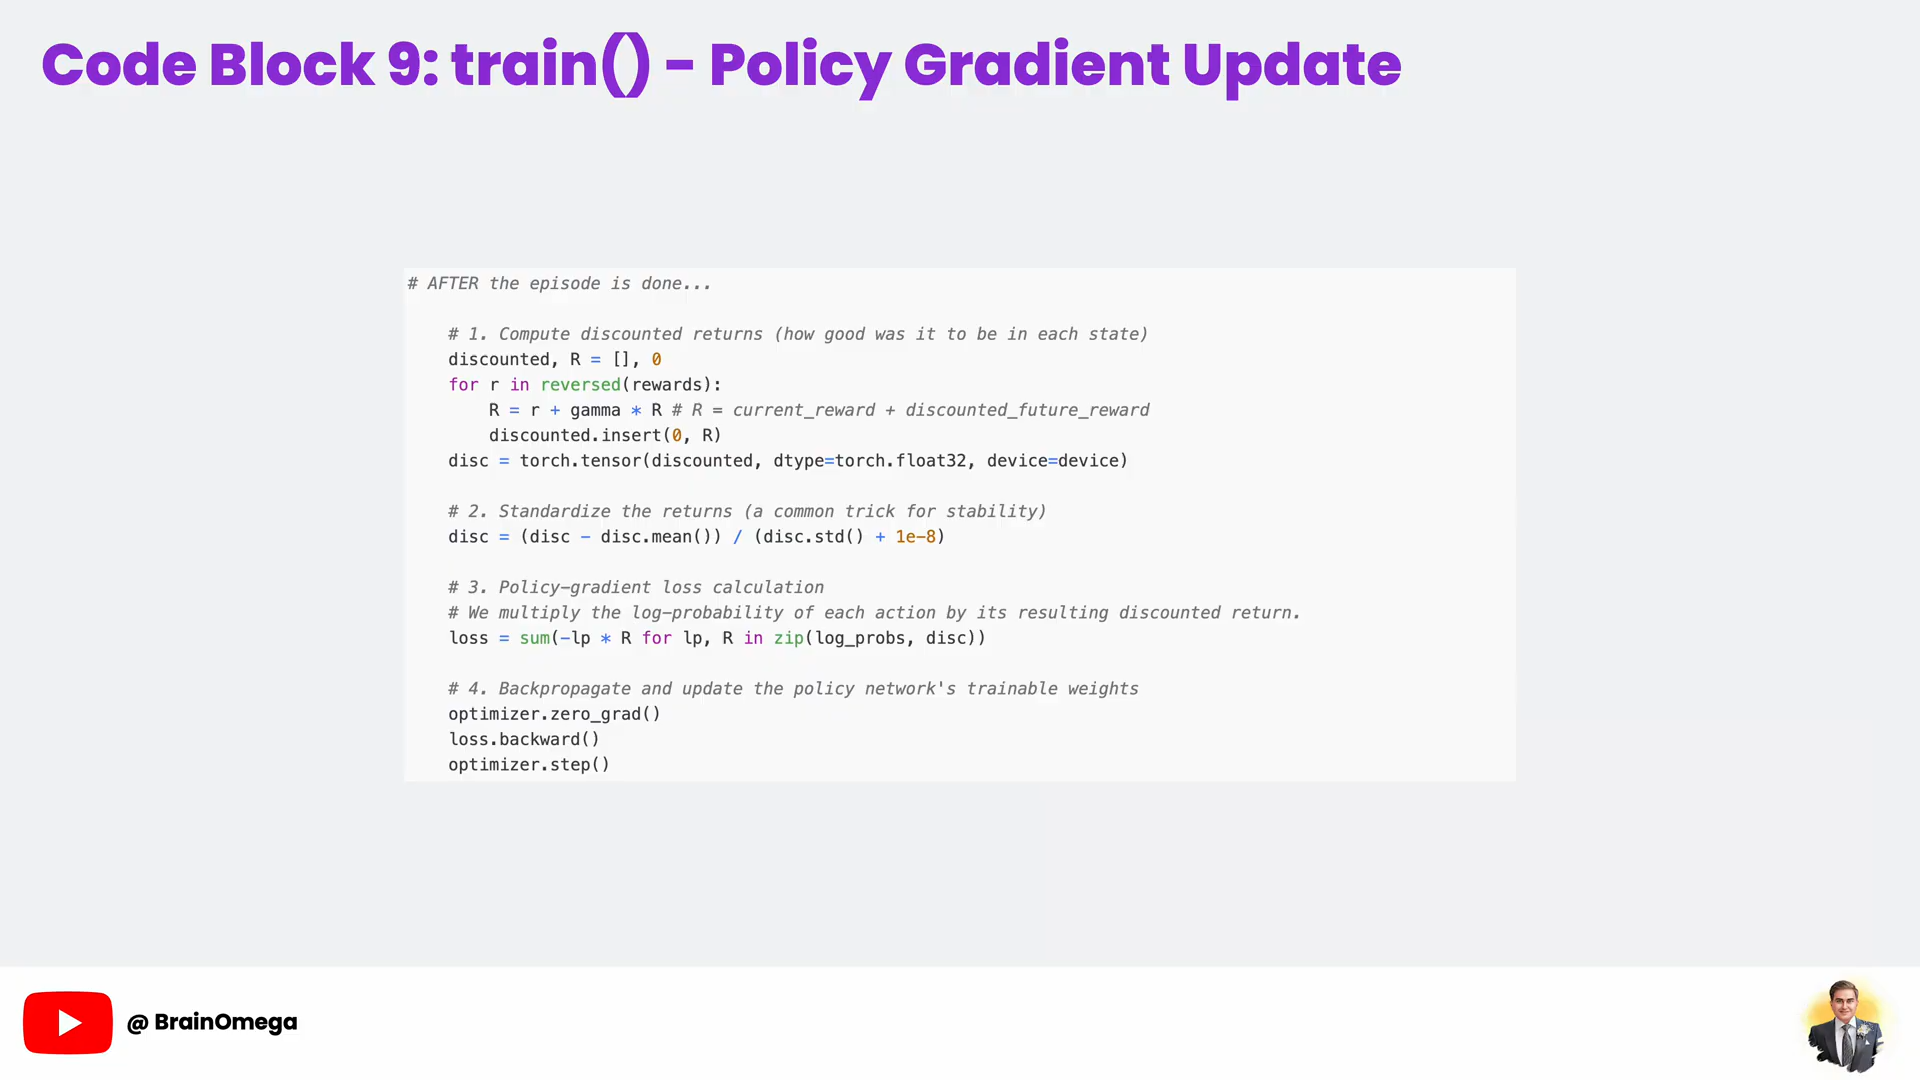 Code Block 9: train() - Policy Gradient Update
# AFTER the episode is done...
# 1. Compute discounted returns (how good was it to be in each state)
discounted, R = [], 0
for r in reversed(rewards):
R = r + gamma * R # R = current_reward + discounted_future_reward
discounted.insert(0, R)
disc = torch.tensor(discounted, dtype=torch.float32, device=device)
# 2. Standardize the returns (a common trick for stability)
disc = (disc - disc.mean()) / (disc.std() + 1e-8)
# 3. Policy-gradient loss calculation
# We multiply the log-probability of each action by its resulting discounted return.
loss = sum(-lp * R for lp, R in zip(log_probs, disc))
# 4. Backpropagate and update the policy network's trainable weights
optimizer.zero_grad()
loss.backward()
optimizer.step()
@ BrainOmega